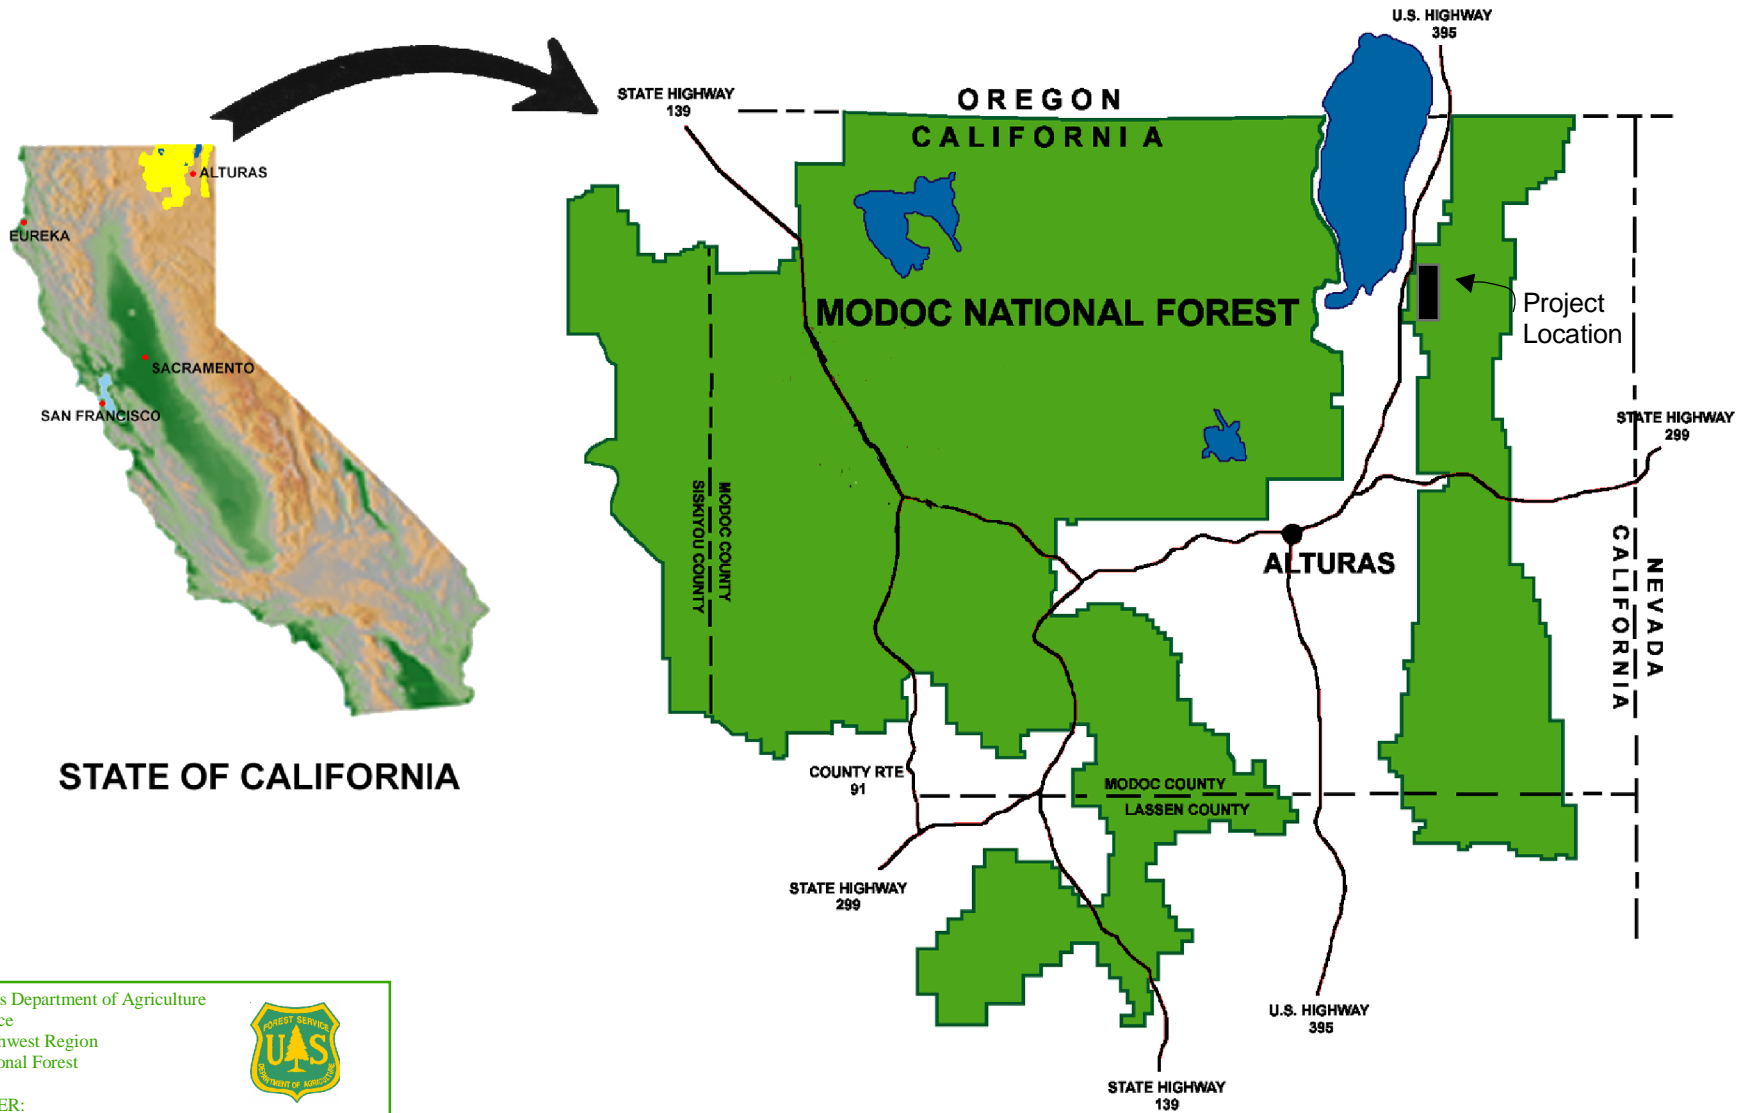 U.S. HIGHWAY
395
STATE HIGHWAY
139
OREGON
CALIFORNIA
ALTURAS
EUREKA
MODOC NATIONAL FOREST
Project
Location
SACRAMENTO
SAN FRANCISCO
STATE HIGHWAY
299
MODOC COUNTY
SISKIYOU COUNTY
ALTURAS
NEVADA
CALIFORNIA
STATE OF CALIFORNIA
COUNTY RTE
91
MODOC COUNTY
LASSEN COUNTY
STATE HIGHWAY
299
U.S. HIGHWAY
395
STATE HIGHWAY
139
s Department of Agriculture
ce
nwest Region
onal Forest
ER:
FOREST SERVICE
U S
DEPARTMENT OF AGRICULTURE